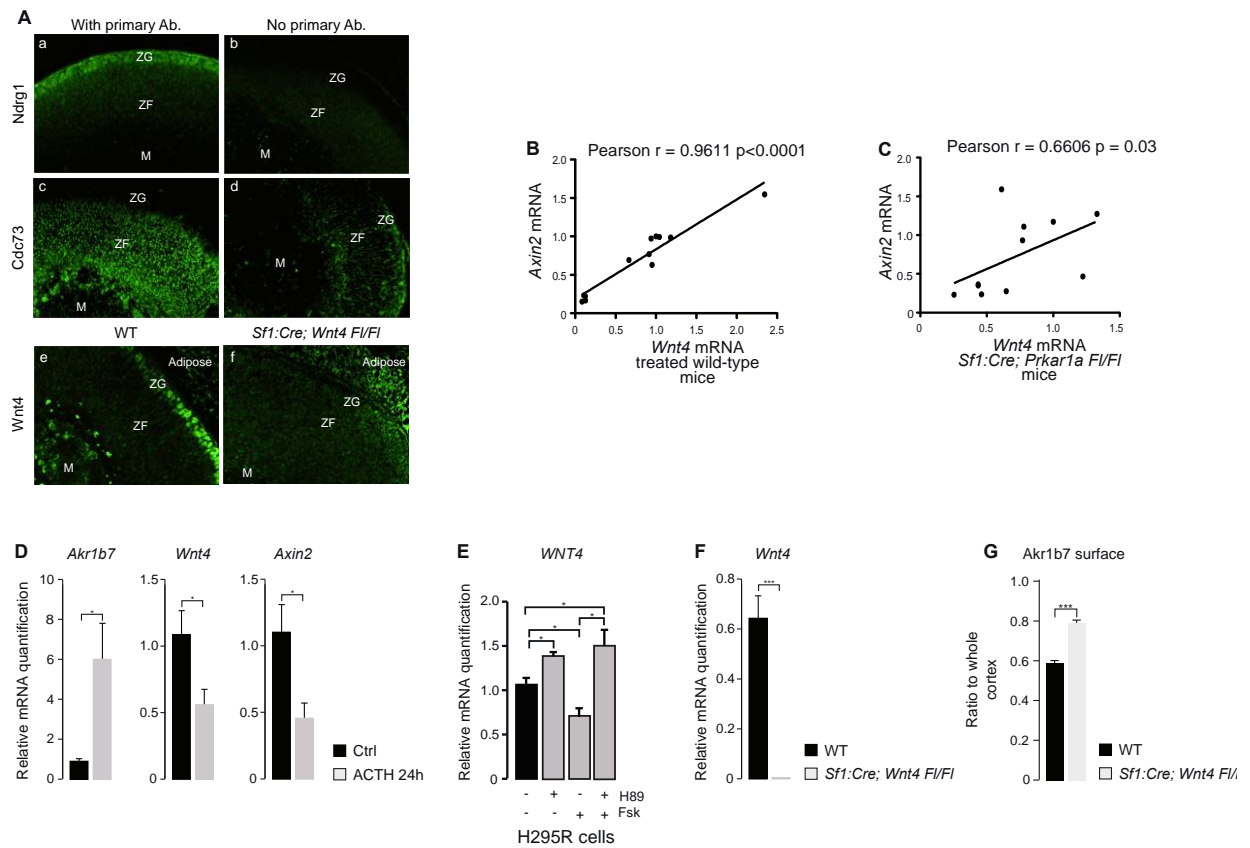 A
With primary Ab.
No primary Ab.
Ndrg1
a
ZG
ZF
M
b
ZG
ZF
M
Cdc73
c
ZG
ZF
M
d
ZG
ZF
M
WT
Sf1:Cre; Wnt4 Fl/Fl
Wnt4
e
Adipose
ZG
ZF
M
f
Adipose
ZG
ZF
M
B
Pearson r = 0.9611 p<0.0001
Axin2 mRNA
2.0
1.5
1.0
0.5
0
0 0.5 1.0 1.5 2.0 2.5
Wnt4 mRNA
treated wild-type
mice
C
Pearson r = 0.6606 p = 0.03
Axin2 mRNA
2.0
1.5
1.0
0.5
0
0 0.5 1.0 1.5
Wnt4 mRNA
Sf1:Cre; Prkar1a Fl/Fl
mice
D
Relative mRNA quantification
Akr1b7
10
8
6
4
2
0
*
Wnt4
1.5
1.0
0.5
0
*
Axin2
1.5
1.0
0.5
0
*
Ctrl
ACTH 24h
E
WNT4
Relative mRNA quantification
2.0
1.5
1.0
0.5
0
*
*
*
*
- + - + H89
- - + + Fsk
H295R cells
F
Wnt4
Relative mRNA quantification
0.8
0.6
0.4
0.2
0
***
WT
Sf1:Cre; Wnt4 Fl/Fl
G
Akr1b7 surface
Ratio to whole
cortex
1.0
0.8
0.6
0.4
0.2
0
***
WT
Sf1:Cre; Wnt4 Fl/